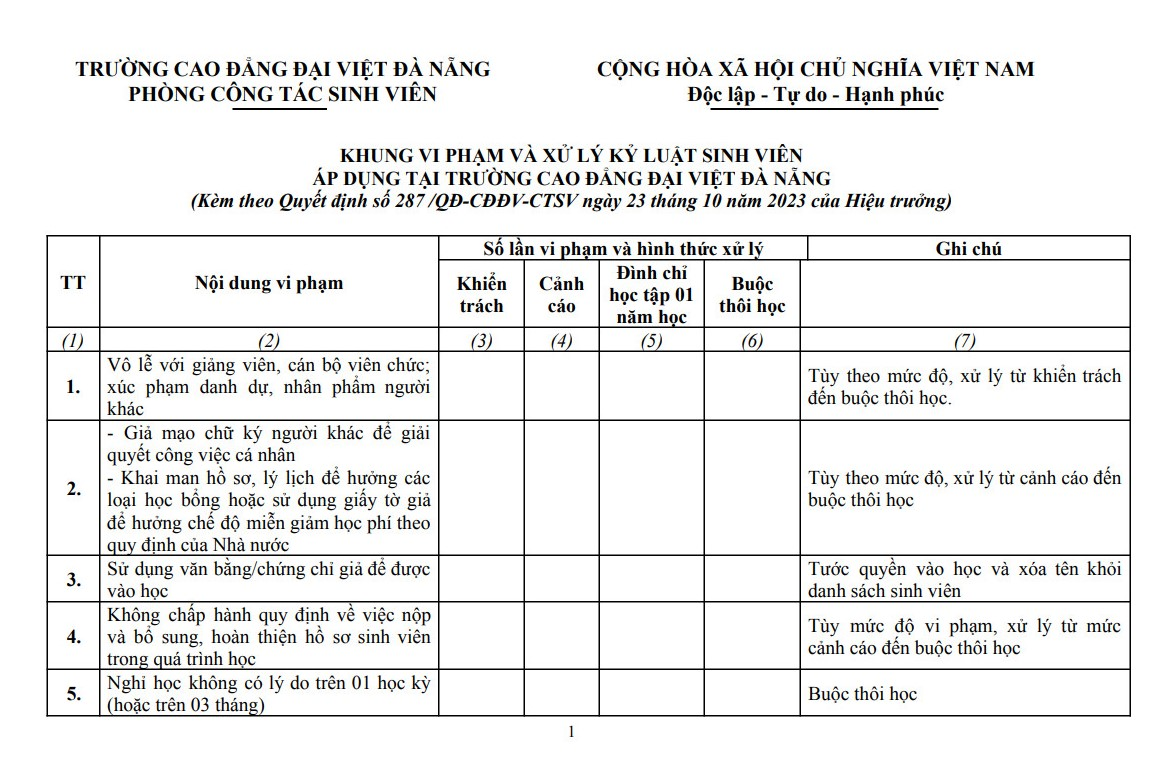 TRƯỜNG CAO ĐẲNG ĐẠI VIỆT ĐÀ NẴNG
PHÒNG CÔNG TÁC SINH VIÊN
CỘNG HÒA XÃ HỘI CHỦ NGHĨA VIỆT NAM
Độc lập - Tự do - Hạnh phúc
KHUNG VI PHẠM VÀ XỬ LÝ KỶ LUẬT SINH VIÊN
ÁP DỤNG TẠI TRƯỜNG CAO ĐẲNG ĐẠI VIỆT ĐÀ NẴNG
(Kèm theo Quyết định số 287 /QĐ-CĐĐV-CTSV ngày 23 tháng 10 năm 2023 của Hiệu trưởng)
TT
Nội dung vi phạm
Số lần vi phạm và hình thức xử lý
Ghi chú
Khiển
trách
Cảnh
cáo
Đình chỉ
học tập 01
năm học
Buộc
thôi học
(1)
(2)
(3)
(4)
(5)
(6)
(7)
1.
Vô lễ với giảng viên, cán bộ viên chức;
xúc phạm danh dự, nhân phẩm người
khác
Tùy theo mức độ, xử lý từ khiển trách
đến buộc thôi học.
2.
- Giả mạo chữ ký người khác để giải
quyết công việc cá nhân
- Khai man hồ sơ, lý lịch để hưởng các
loại học bổng hoặc sử dụng giấy tờ giả
để hưởng chế độ miễn giảm học phí theo
quy định của Nhà nước
Tùy theo mức độ, xử lý từ cảnh cáo đến
buộc thôi học
3.
Sử dụng văn bằng/chứng chỉ giả để được
vào học
Tước quyền vào học và xóa tên khỏi
danh sách sinh viên
4.
Không chấp hành quy định về việc nộp
và bổ sung, hoàn thiện hồ sơ sinh viên
trong quá trình học
Tùy mức độ vi phạm, xử lý từ mức
cảnh cáo đến buộc thôi học
5.
Nghỉ học không có lý do trên 01 học kỳ
(hoặc trên 03 tháng)
Buộc thôi học
1